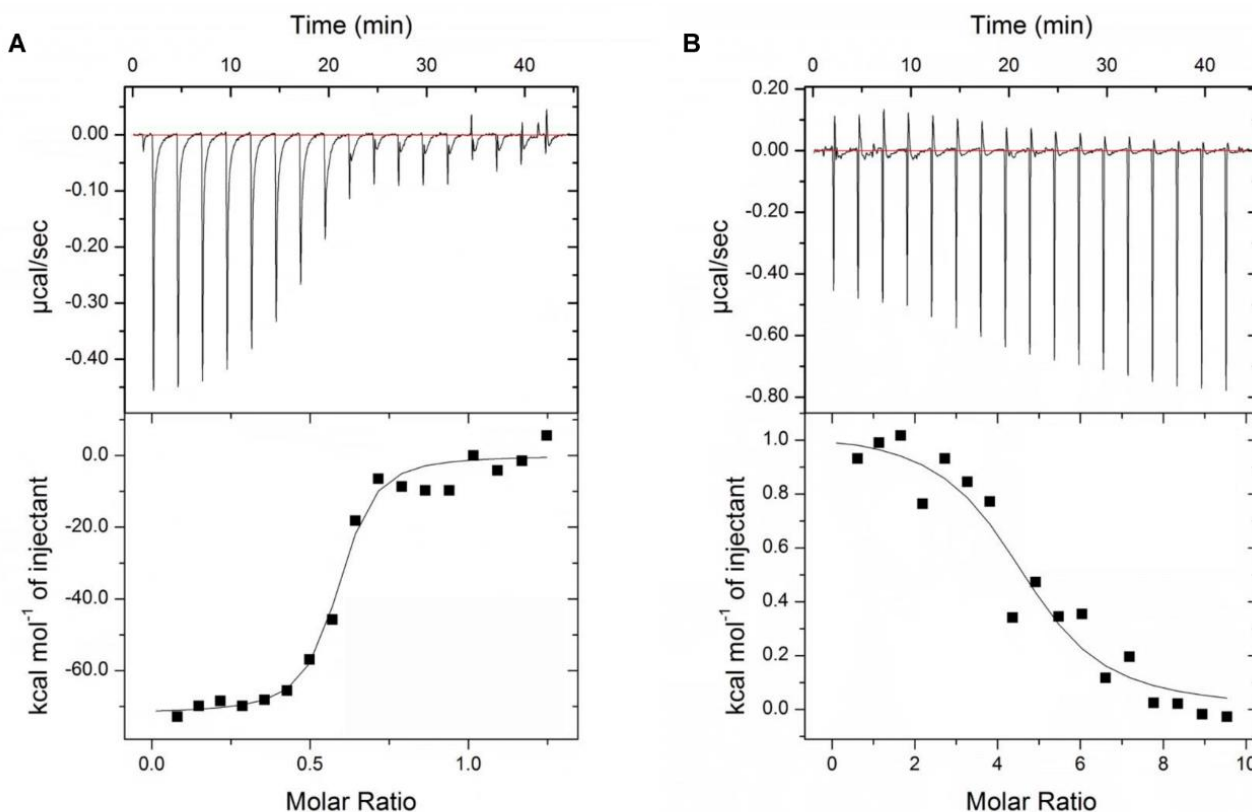 A
Time (min)
0 10 20 30 40
0.00
-0.10
-0.20
-0.30
-0.40
µcal/sec
0.0
-20.0
-40.0
-60.0
kcal mol⁻¹ of injectant
0.0 0.5 1.0
Molar Ratio
B
Time (min)
0 10 20 30 40
0.20
0.00
-0.20
-0.40
-0.60
-0.80
µcal/sec
1.0
0.8
0.6
0.4
0.2
0.0
kcal mol⁻¹ of injectant
0 2 4 6 8 10
Molar Ratio